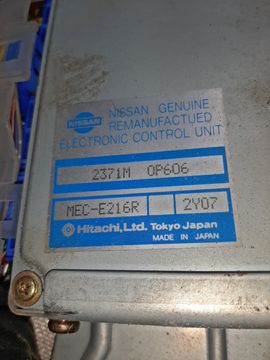 NISSAN
NISSAN GENUINE
REMANUFACTUED
ELECTRONIC CONTROL UNIT
2371M 0P606
MEC-E216R 2Y07
Hitachi, Ltd. Tokyo Japan
MADE IN JAPAN